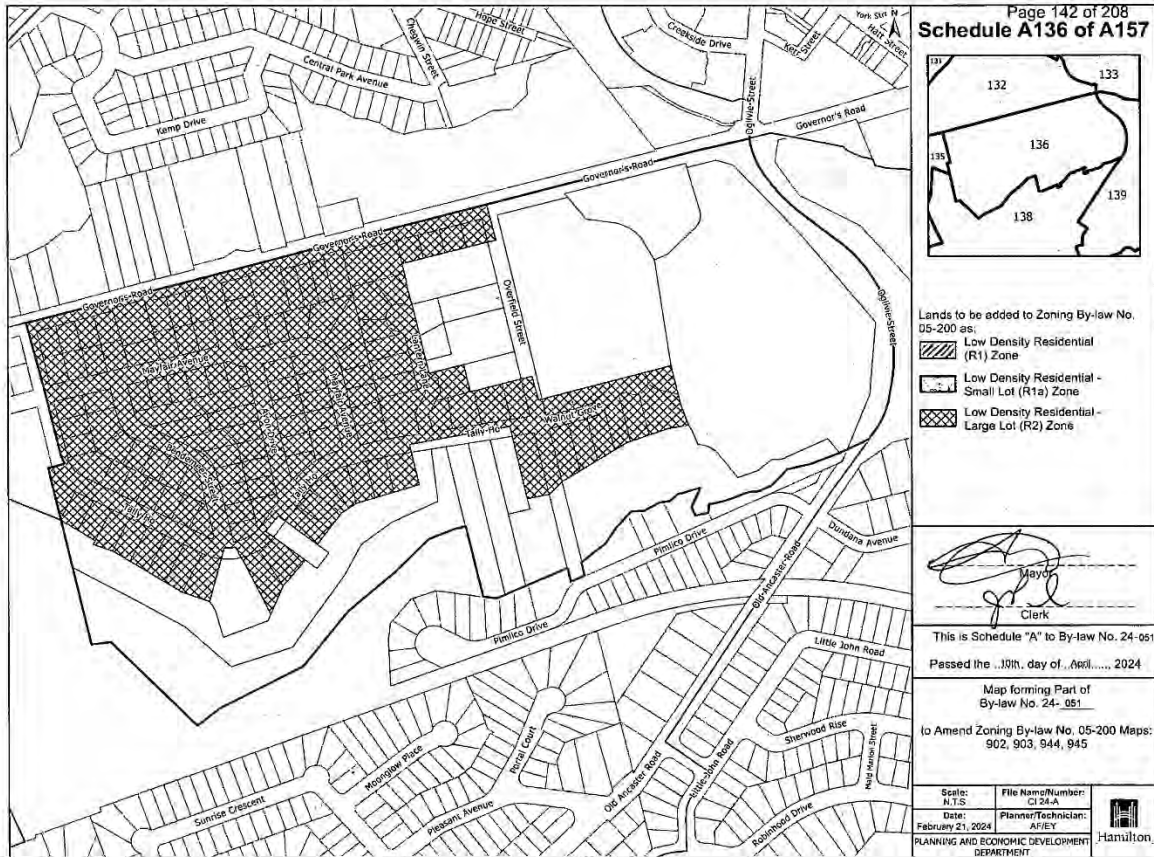 Page 142 of 208
Schedule A136 of A157
Hope Street
Chegwin Street
Central Park Avenue
Kemp Drive
Creekside Drive
York Str
N
Hatt Street
Street
Ogilvie Street
Governor's Road
Governor's Road
Governor's Road
Governor's Road
Overfield Street
Ogilvie Street
Mayfair Avenue
Mayfair Avenue
Avon Drive
Tally Ho
Walnut Grove
Tally Ho
Tally Ho
Pimlico Drive
Dundana Avenue
Old Ancaster Road
Pimlico Drive
Little John Road
Portal Court
Sherwood Rise
Maid Marion Street
Moonglow Place
Old Ancaster Road
Little John Road
Sunrise Crescent
Pleasant Avenue
Robinhood Drive
131
132
133
135
136
138
139
Lands to be added to Zoning By-law No.
05-200 as:
Low Density Residential
(R1) Zone
Low Density Residential -
Small Lot (R1a) Zone
Low Density Residential -
Large Lot (R2) Zone
Mayor
Clerk
This is Schedule "A" to By-law No. 24-051
Passed the ..10th. day of ..April....., 2024
Map forming Part of
By-law No. 24- 051
to Amend Zoning By-law No. 05-200 Maps:
902, 903, 944, 945
Scale:
N.T.S
File Name/Number:
CI 24-A
Date:
February 21, 2024
Planner/Technician:
AF/EY
PLANNING AND ECONOMIC DEVELOPMENT
DEPARTMENT
Hamilton